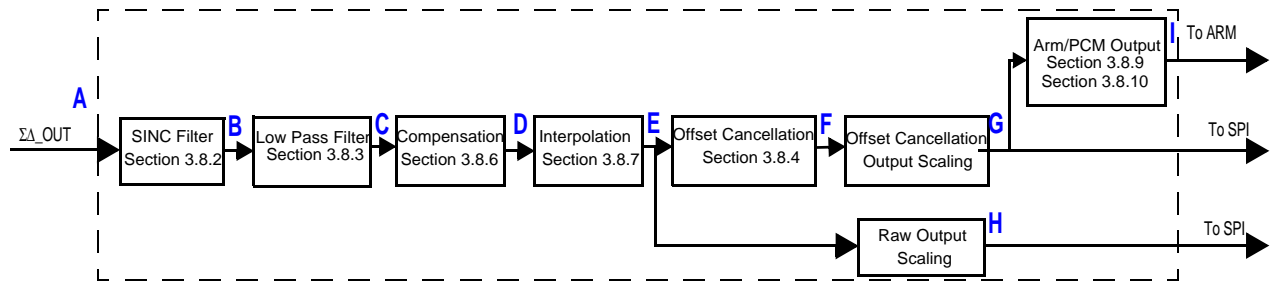 A
ΣΔ_OUT
SINC Filter
Section 3.8.2
B
Low Pass Filter
Section 3.8.3
C
Compensation
Section 3.8.6
D
Interpolation
Section 3.8.7
E
Offset Cancellation
Section 3.8.4
F
Offset Cancellation
Output Scaling
G
Arm/PCM Output
Section 3.8.9
Section 3.8.10
I
To ARM
To SPI
Raw Output
Scaling
H
To SPI